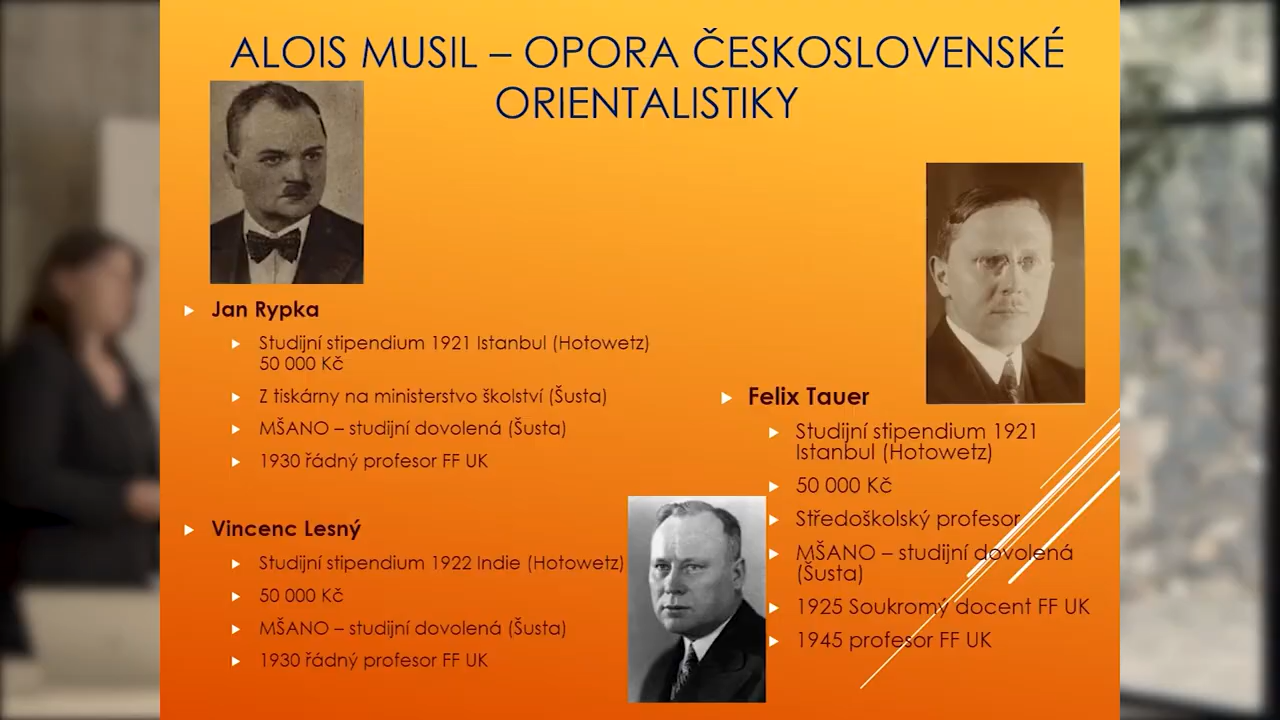 ALOIS MUSIL – OPORA ČESKOSLOVENSKÉ
ORIENTALISTIKY
Jan Rypka
Studijní stipendium 1921 Istanbul (Hotowetz)
50 000 Kč
Z tiskárny na ministerstvo školství (Šusta)
MŠANO – studijní dovolená (Šusta)
1930 řádný profesor FF UK
Vincenc Lesný
Studijní stipendium 1922 Indie (Hotowetz)
50 000 Kč
MŠANO – studijní dovolená (Šusta)
1930 řádný profesor FF UK
Felix Tauer
Studijní stipendium 1921
Istanbul (Hotowetz)
50 000 Kč
Středoškolský profesor
MŠANO – studijní dovolená
(Šusta)
1925 Soukromý docent FF UK
1945 profesor FF UK